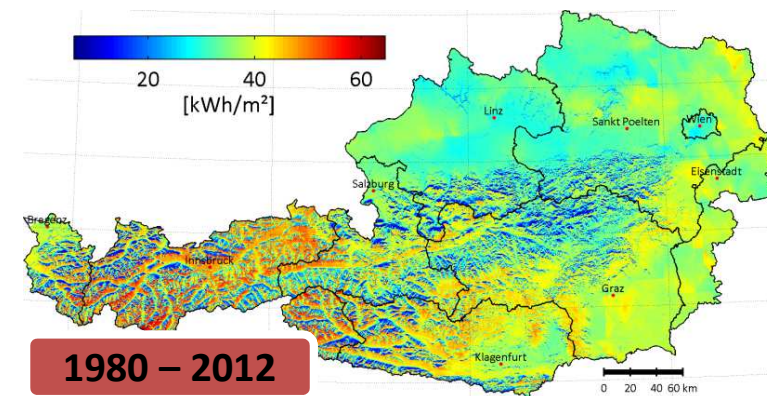 20 40 60
[kWh/m²]
Linz
Sankt Poelten
Wien
Eisenstadt
Salzburg
Bregenz
Innsbruck
Graz
Klagenfurt
1980 – 2012
0 20 40 60 km